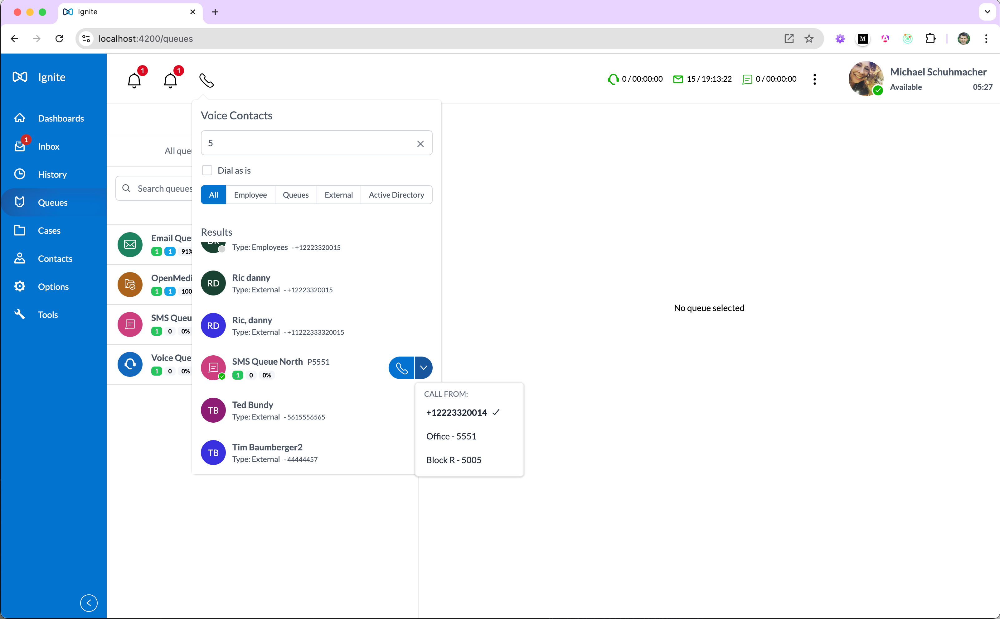 Ignite
localhost:4200/queues
M
Ignite
Dashboards
1
Inbox
History
Queues
Cases
Contacts
Options
Tools
1
1
0 / 00:00:00
15 / 19:13:22
0 / 00:00:00
Michael Schuhmacher
Available
05:27
All que
Search queues
Email Que
1 1 91%
OpenMedi
1 1 100
SMS Queu
1 0 0%
Voice Que
1 0 0%
Voice Contacts
5
Dial as is
All
Employee
Queues
External
Active Directory
Results
DR
Type: Employees - +12223320015
RD
Ric danny
Type: External - +12223320015
RD
Ric, danny
Type: External - +11222333320015
SMS Queue North P5551
1 0 0%
TB
Ted Bundy
Type: External - 5615556565
TB
Tim Baumberger2
Type: External - 44444457
CALL FROM:
+12223320014
Office - 5551
Block R - 5005
No queue selected